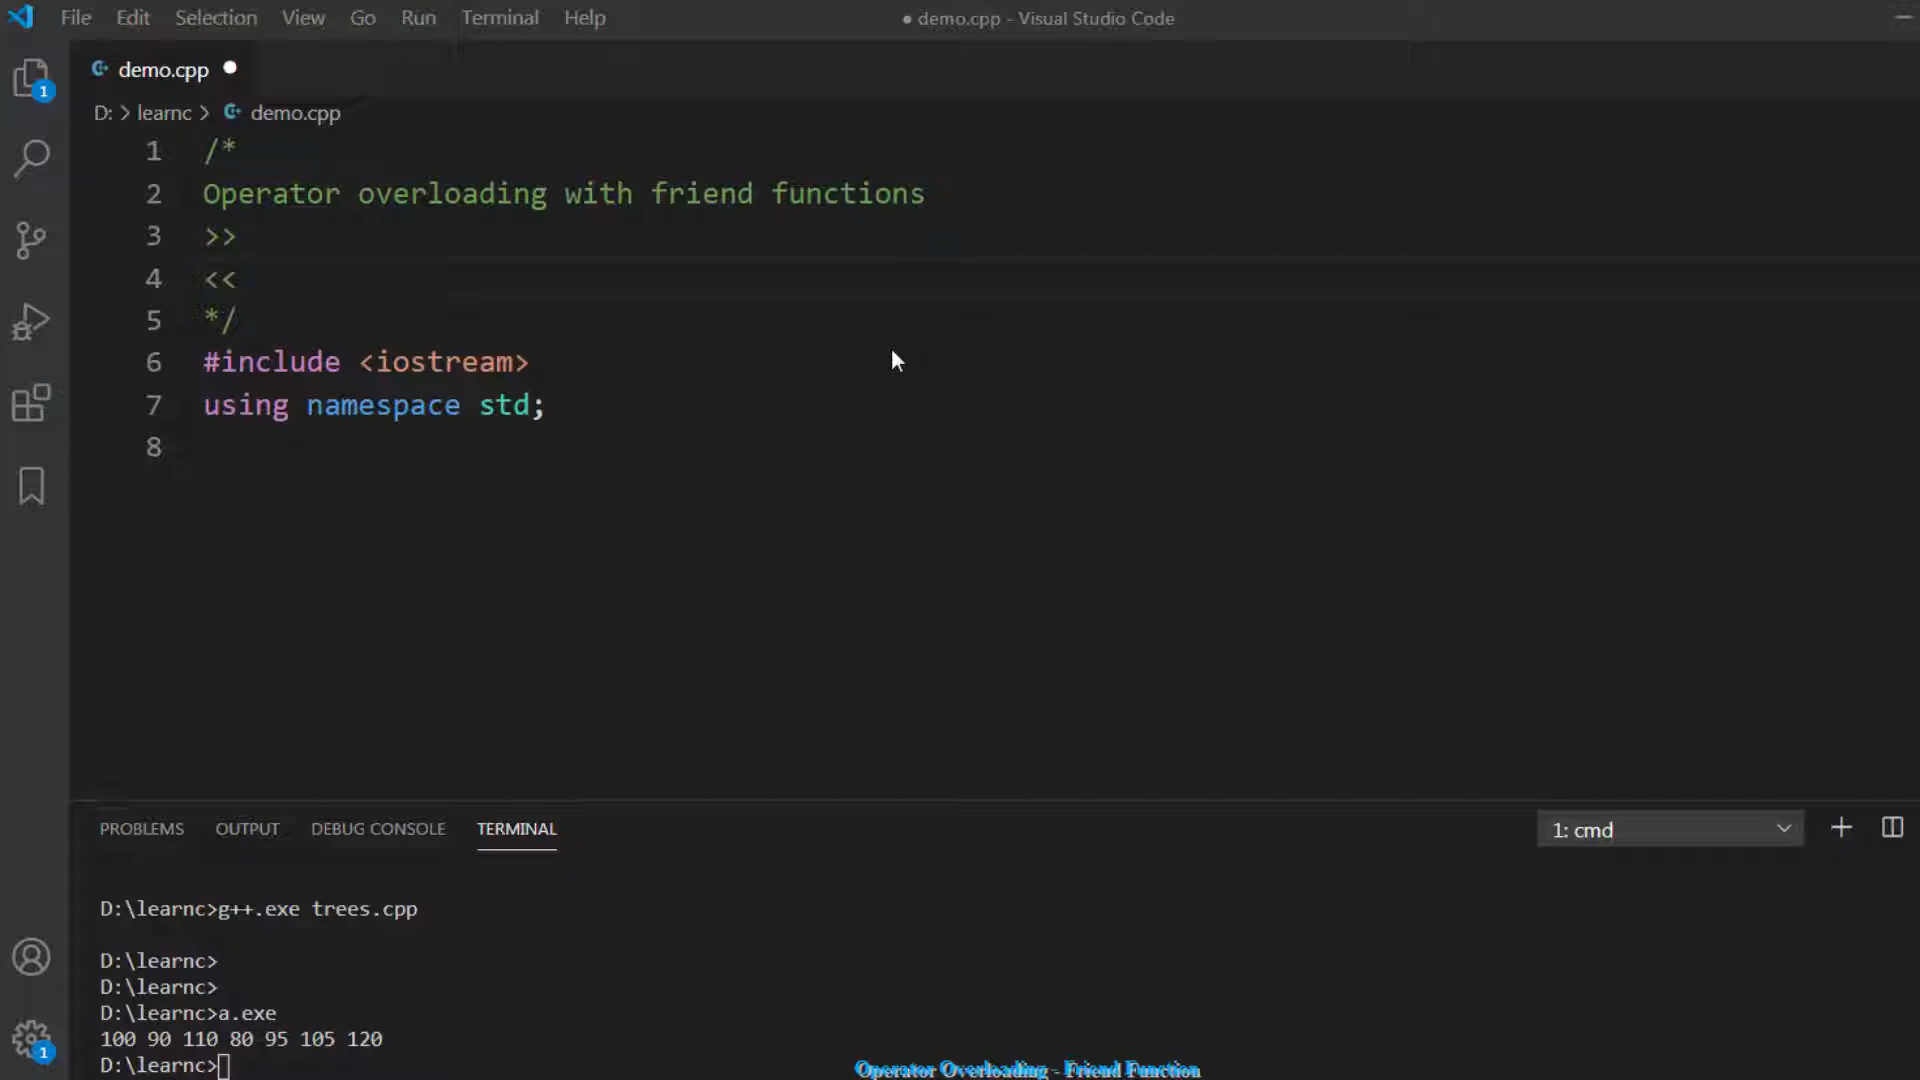 File Edit Selection View Go Run Terminal Help
● demo.cpp - Visual Studio Code
demo.cpp ●
D: > learnc > demo.cpp
1 /*
2 Operator overloading with friend functions
3 >>
4 <<
5 */
6 #include <iostream>
7 using namespace std;
8
1
PROBLEMS OUTPUT DEBUG CONSOLE TERMINAL
1: cmd
D:\learnc>g++.exe trees.cpp
D:\learnc>
D:\learnc>
D:\learnc>a.exe
100 90 110 80 95 105 120
D:\learnc>
1
Operator Overloading - Friend Function